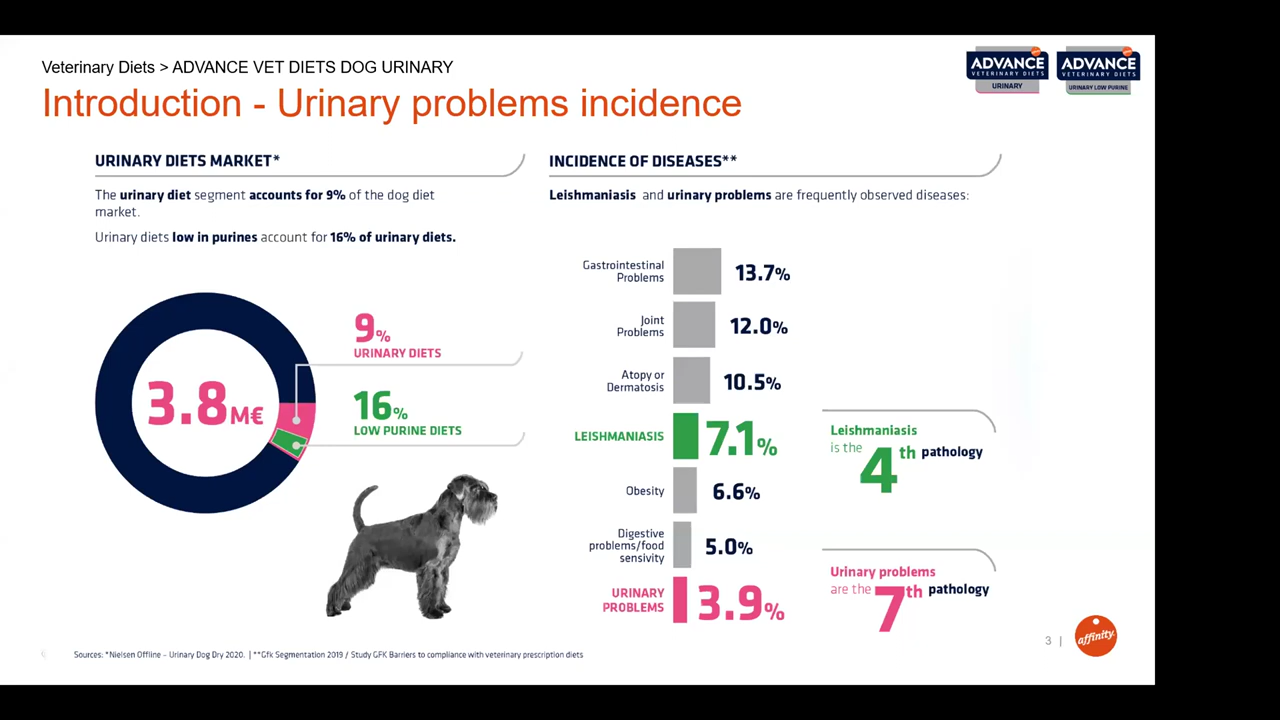 Veterinary Diets > ADVANCE VET DIETS DOG URINARY
Introduction - Urinary problems incidence
ADVANCE
VETERINARY DIETS
URINARY
ADVANCE
VETERINARY DIETS
URINARY LOW PURINE
URINARY DIETS MARKET*
The urinary diet segment accounts for 9% of the dog diet
market.
Urinary diets low in purines account for 16% of urinary diets.
3.8M€
9%
URINARY DIETS
16%
LOW PURINE DIETS
INCIDENCE OF DISEASES**
Leishmaniasis and urinary problems are frequently observed diseases:
Gastrointestinal
Problems
13.7%
Joint
Problems
12.0%
Atopy or
Dermatosis
10.5%
LEISHMANIASIS
7.1%
Obesity
6.6%
Digestive
problems/food
sensivity
5.0%
URINARY
PROBLEMS
3.9%
Leishmaniasis
is the 4th pathology
Urinary problems
are the 7th pathology
Sources: *Nielsen Offline – Urinary Dog Dry 2020. | **Gfk Segmentation 2019 / Study GFK Barriers to compliance with veterinary prescription diets
3 |
affinity